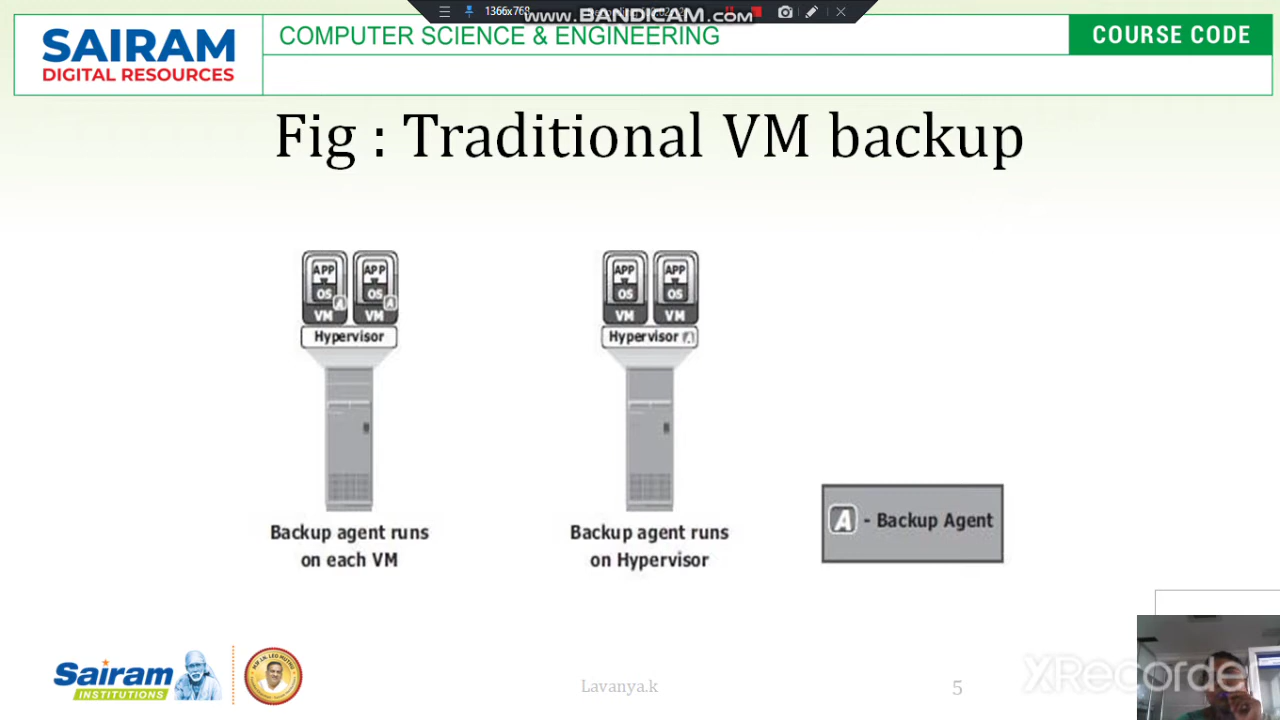 1366x768
www.BANDICAM.com
SAIRAM
DIGITAL RESOURCES
COMPUTER SCIENCE & ENGINEERING
COURSE CODE
Fig : Traditional VM backup
APP APP
OS A OS A
VM VM
Hypervisor
Backup agent runs
on each VM
APP APP
OS OS
VM VM
Hypervisor A
Backup agent runs
on Hypervisor
A - Backup Agent
Sairam
INSTITUTIONS
Lavanya.k
5
XRecorder